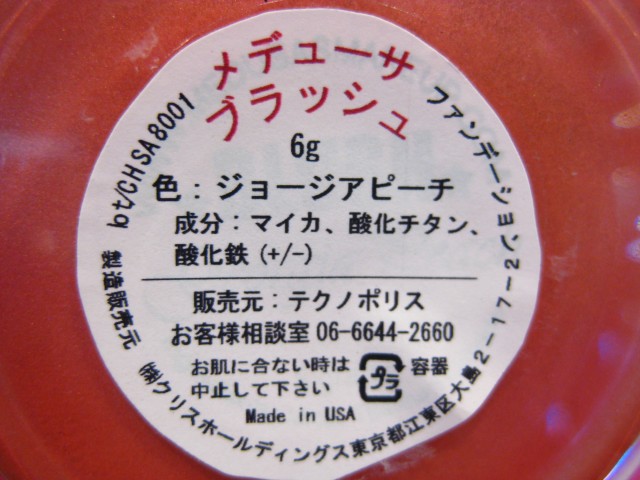 メデューサ
ブラッシュ
6g
色：ジョージアピーチ
成分：マイカ、酸化チタン、
酸化鉄 (+/-)
販売元：テクノポリス
お客様相談室 06-6644-2660
お肌に合ない時は
中止して下さい
プラ
容器
Made in USA
bt/CHSA8001
ファンデーション
製造販売元 ㈱クリスホールディングス東京都江東区大島2-17-2